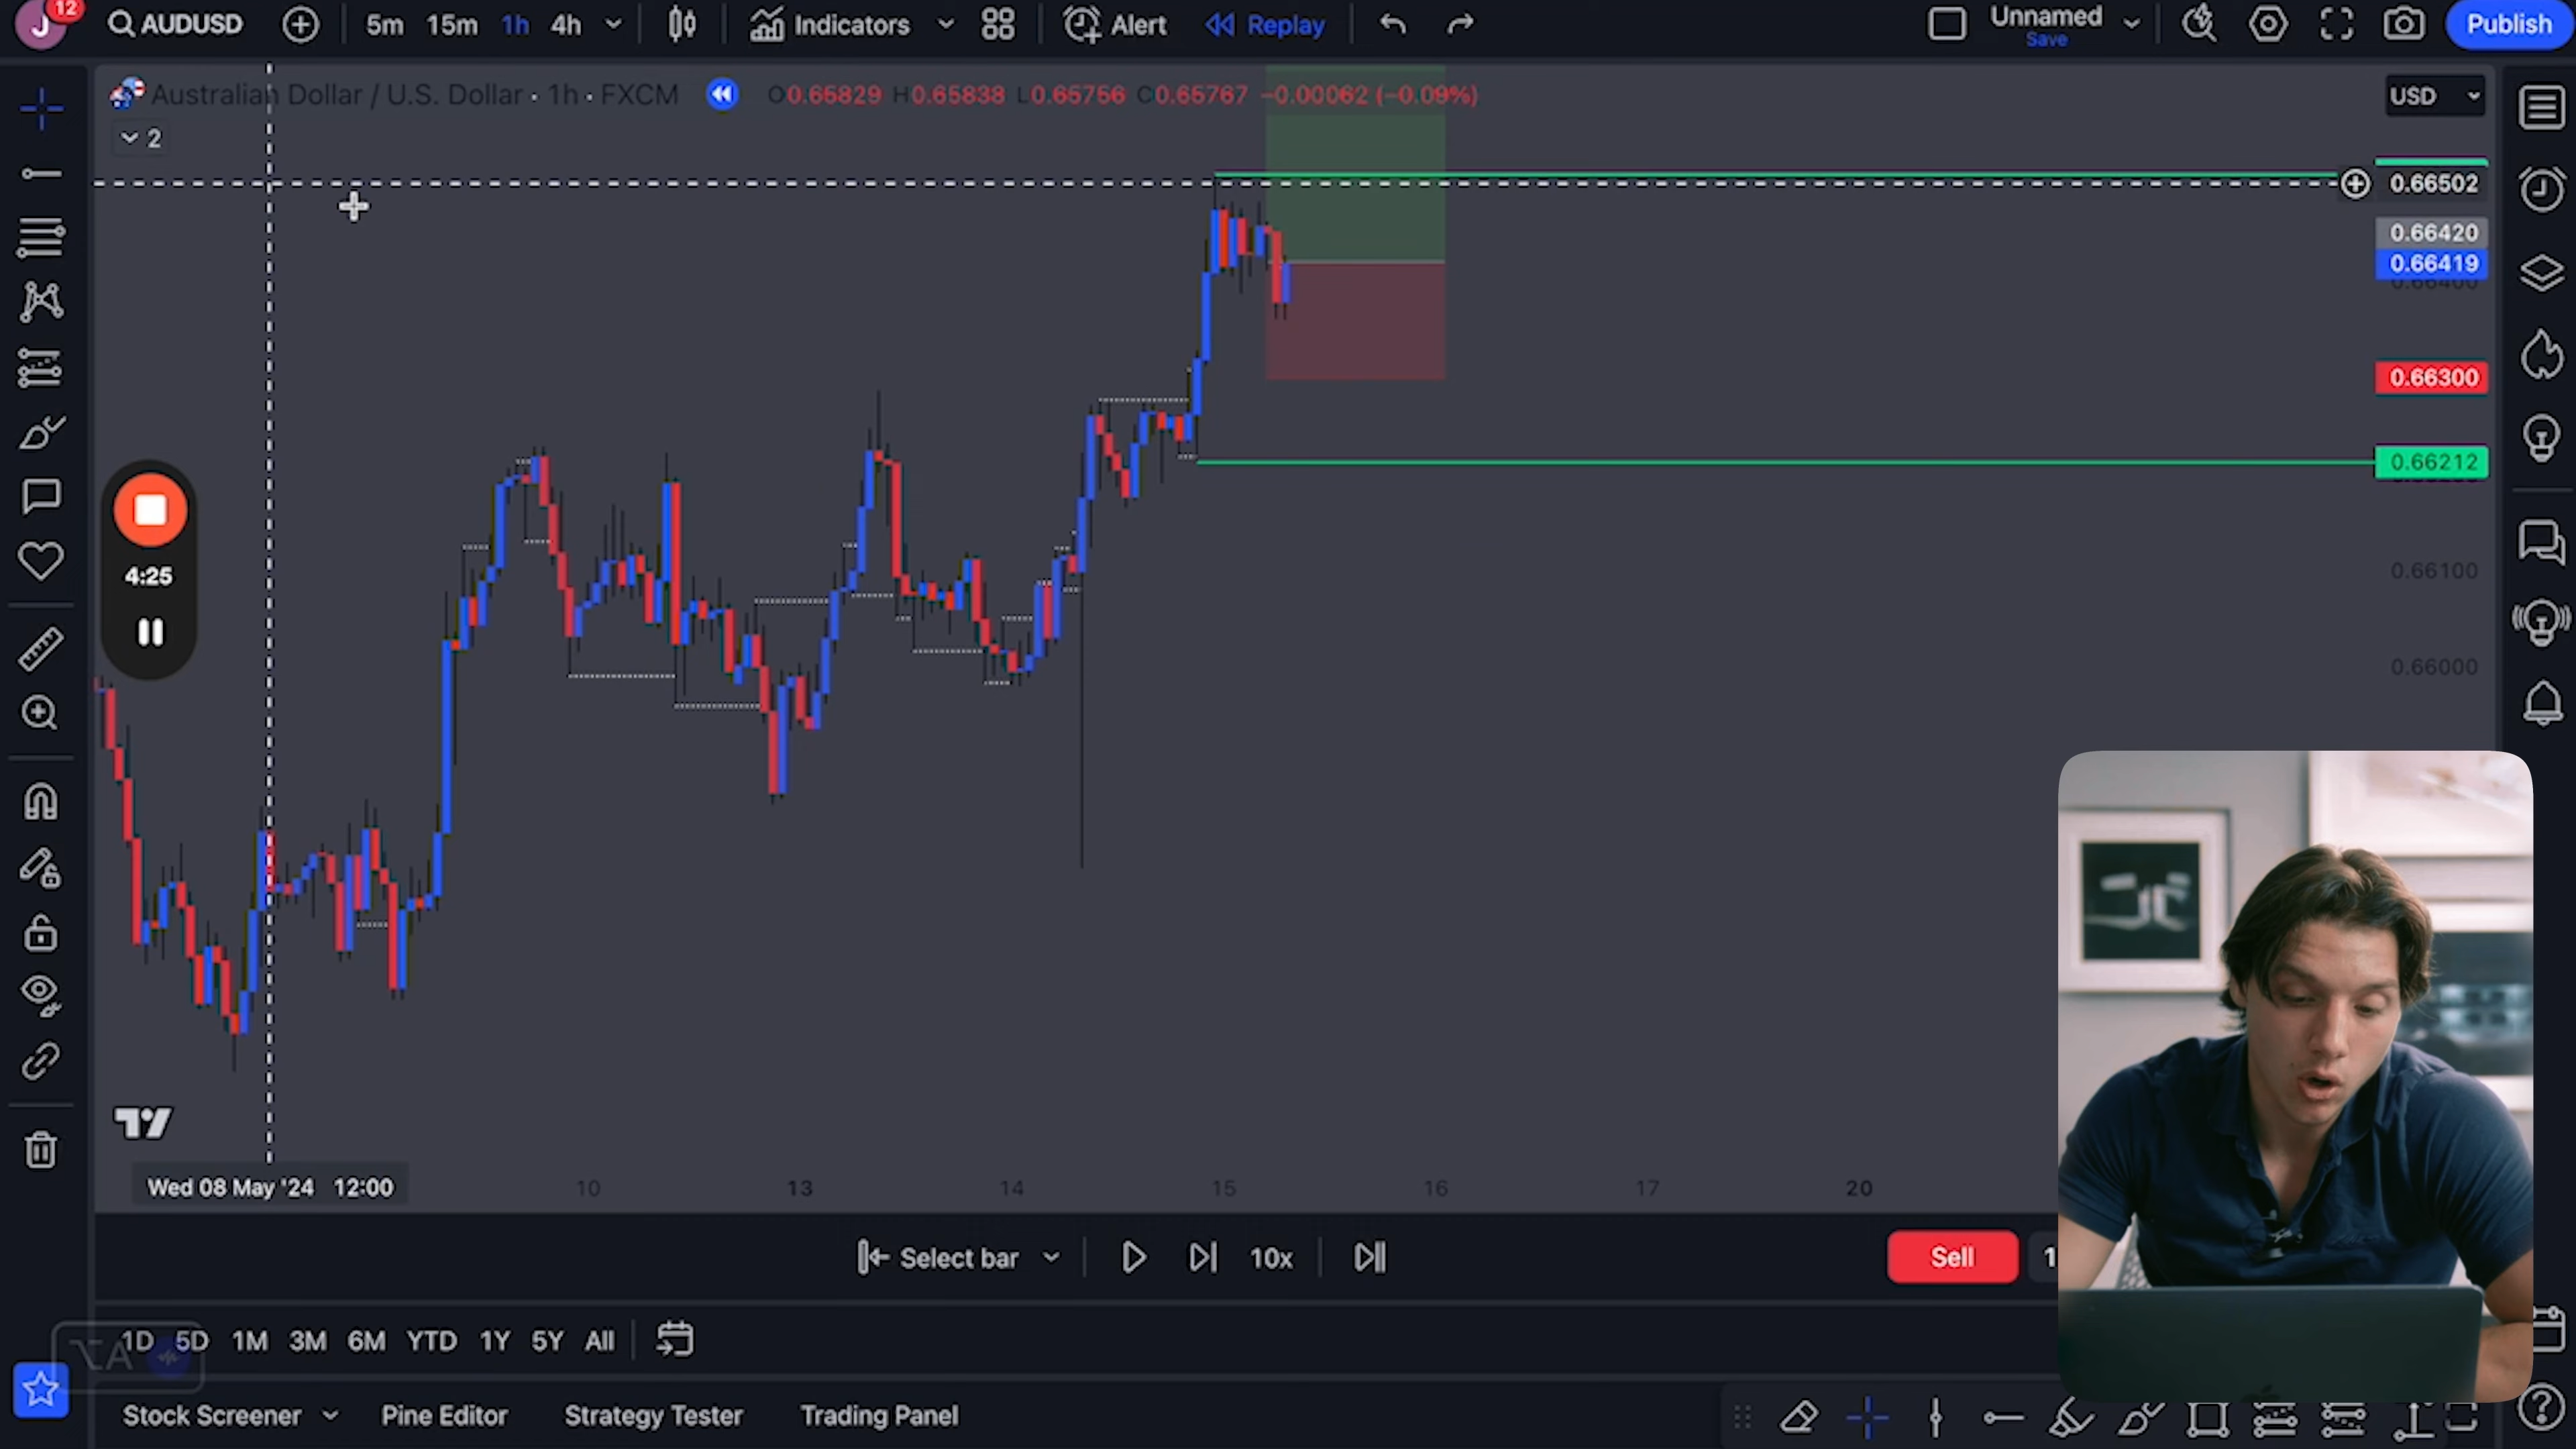 J 12 AUDUSD 5m 15m 1h 4h Indicators Alert Replay Unnamed Save Publish
Australian Dollar / U.S. Dollar · 1h · FXCM O0.65829 H0.65838 L0.65756 C0.65767 −0.00062 (−0.09%) USD
2
0.66502
0.66420
0.66419
0.66300
0.66212
0.66100
0.66000
4:25
Wed 08 May '24 12:00 10 13 14 15 16 17 20
Select bar 10x Sell 1
1D 5D 1M 3M 6M YTD 1Y 5Y All
⌥A
Stock Screener Pine Editor Strategy Tester Trading Panel